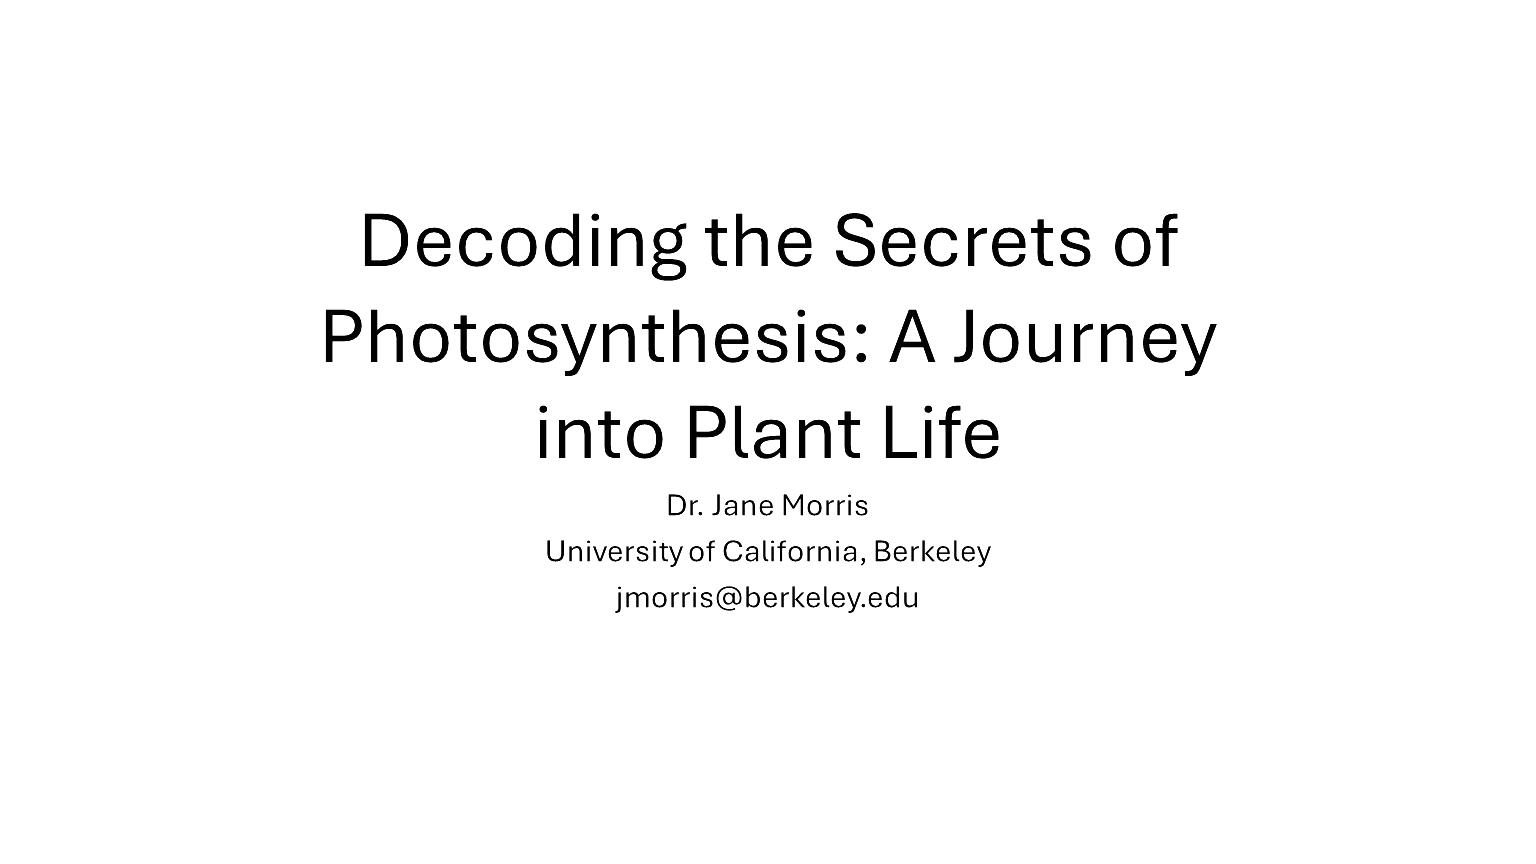 Decoding the Secrets of
Photosynthesis: A Journey
into Plant Life
Dr. Jane Morris
University of California, Berkeley
jmorris@berkeley.edu